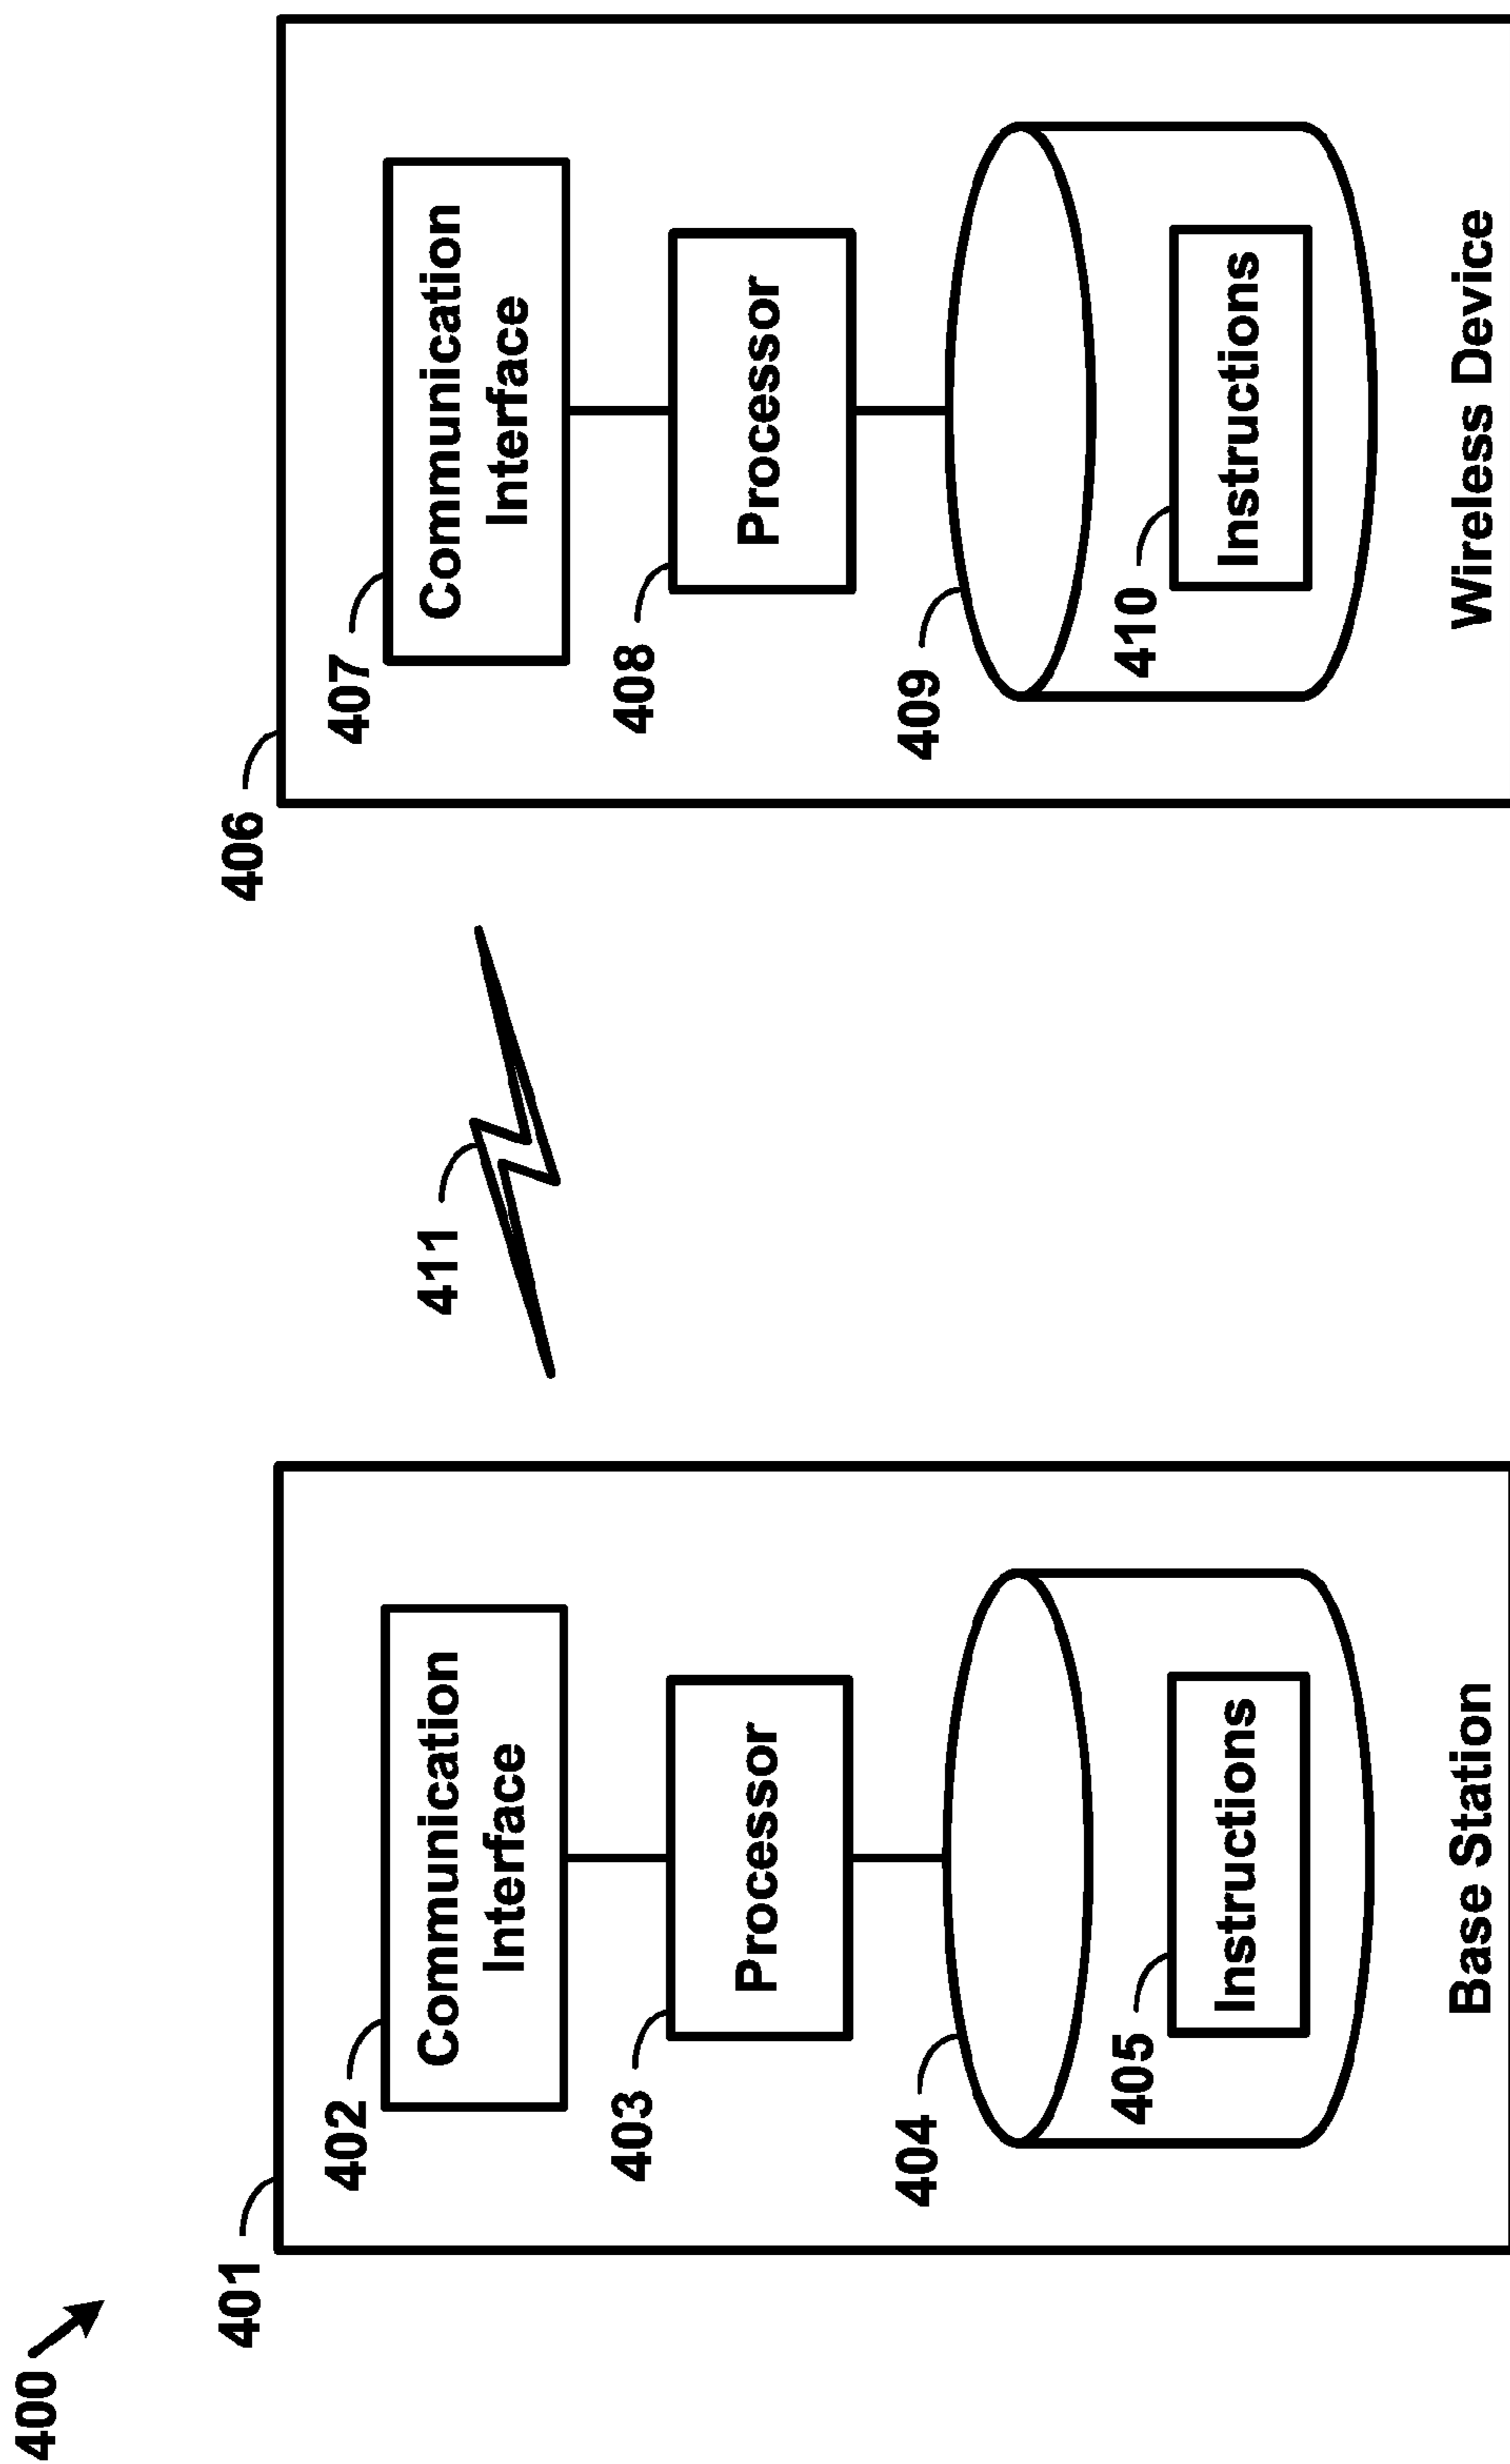 400
401
402
Communication
Interface
403
Processor
404
405
Instructions
Base Station
411
406
407
Communication
Interface
408
Processor
409
410
Instructions
Wireless Device